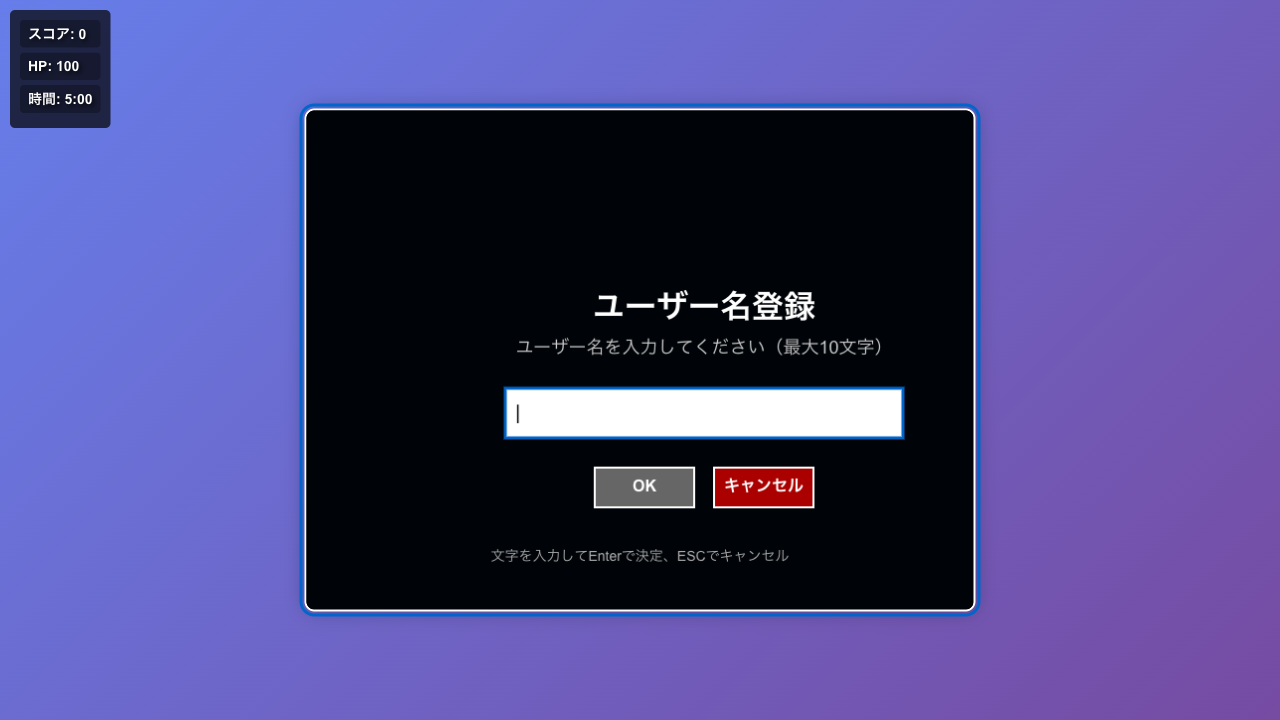 スコア: 0
HP: 100
時間: 5:00
ユーザー名登録
ユーザー名を入力してください（最大10文字）
OK
キャンセル
文字を入力してEnterで決定、ESCでキャンセル